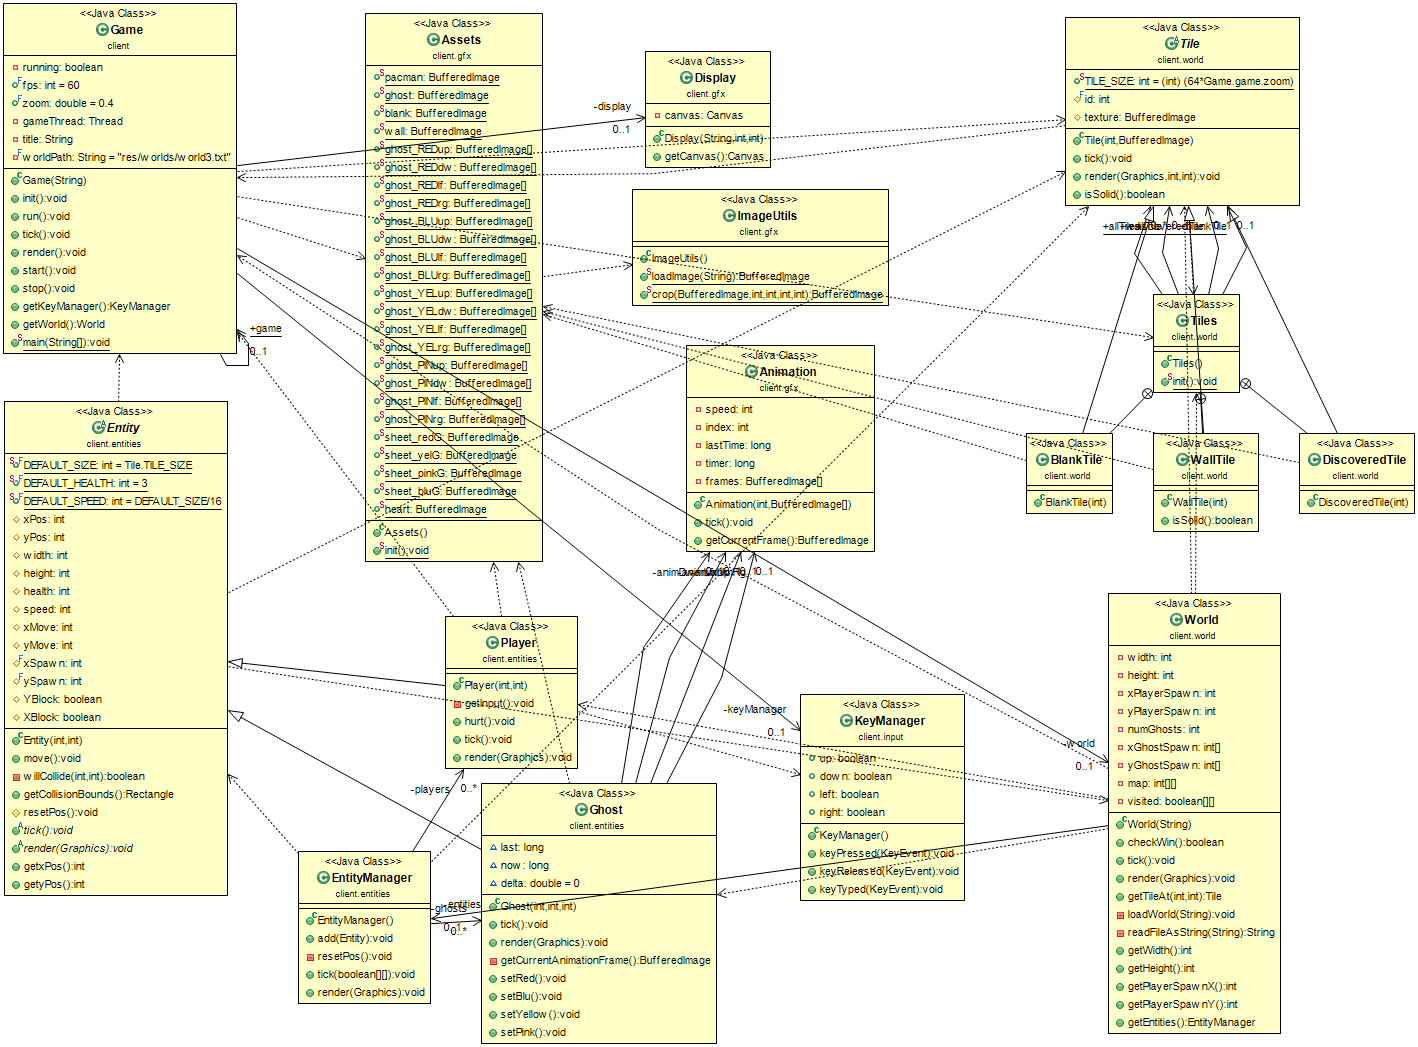 <<Java Class>>
Game
client
running: boolean
fps: int = 60
zoom: double = 0.4
gameThread: Thread
title: String
worldPath: String = "res/worlds/world3.txt"
Game(String)
init():void
run():void
tick():void
render():void
start():void
stop():void
getKeyManager():KeyManager
getWorld():World
main(String[]):void
+game
0..1
<<Java Class>>
Assets
client.gfx
pacman: BufferedImage
ghost: BufferedImage
blank: BufferedImage
wall: BufferedImage
ghost_REDup: BufferedImage[]
ghost_REDdw: BufferedImage[]
ghost_REDlf: BufferedImage[]
ghost_REDrg: BufferedImage[]
ghost_BLUup: BufferedImage[]
ghost_BLUdw: BufferedImage[]
ghost_BLUlf: BufferedImage[]
ghost_BLUrg: BufferedImage[]
ghost_YELup: BufferedImage[]
ghost_YELdw: BufferedImage[]
ghost_YELlf: BufferedImage[]
ghost_YELrg: BufferedImage[]
ghost_PINup: BufferedImage[]
ghost_PINdw: BufferedImage[]
ghost_PINlf: BufferedImage[]
ghost_PINrg: BufferedImage[]
sheet_redG: BufferedImage
sheet_yelG: BufferedImage
sheet_pinkG: BufferedImage
sheet_bluG: BufferedImage
heart: BufferedImage
Assets()
init():void
-display
0..1
<<Java Class>>
Display
client.gfx
canvas: Canvas
Display(String,int,int)
getCanvas():Canvas
<<Java Class>>
ImageUtils
client.gfx
ImageUtils()
loadImage(String):BufferedImage
crop(BufferedImage,int,int,int,int):BufferedImage
<<Java Class>>
Tile
client.world
TILE_SIZE: int = (int) (64*Game.game.zoom)
id: int
texture: BufferedImage
Tile(int,BufferedImage)
tick():void
render(Graphics,int,int):void
isSolid():boolean
0..1
0..1
<<Java Class>>
Tiles
client.world
Tiles()
init():void
<<Java Class>>
BlankTile
client.world
BlankTile(int)
<<Java Class>>
WallTile
client.world
WallTile(int)
isSolid():boolean
<<Java Class>>
DiscoveredTile
client.world
DiscoveredTile(int)
<<Java Class>>
Animation
client.gfx
speed: int
index: int
lastTime: long
timer: long
frames: BufferedImage[]
Animation(int,BufferedImage[])
tick():void
getCurrentFrame():BufferedImage
0..1
<<Java Class>>
Entity
client.entities
DEFAULT_SIZE: int = Tile.TILE_SIZE
DEFAULT_HEALTH: int = 3
DEFAULT_SPEED: int = DEFAULT_SIZE/16
xPos: int
yPos: int
width: int
height: int
health: int
speed: int
xMove: int
yMove: int
xSpawn: int
ySpawn: int
YBlock: boolean
XBlock: boolean
Entity(int,int)
move():void
willCollide(int,int):boolean
getCollisionBounds():Rectangle
resetPos():void
tick():void
render(Graphics):void
getxPos():int
getyPos():int
<<Java Class>>
Player
client.entities
Player(int,int)
getInput():void
hurt():void
tick():void
render(Graphics):void
-players
0..*
<<Java Class>>
EntityManager
client.entities
EntityManager()
add(Entity):void
resetPos():void
tick(boolean[][]):void
render(Graphics):void
-ghosts
-entities
0..1
0..*
<<Java Class>>
Ghost
client.entities
last: long
now: long
delta: double = 0
Ghost(int,int,int)
tick():void
render(Graphics):void
getCurrentAnimationFrame():BufferedImage
setRed():void
setBlu():void
setYellow():void
setPink():void
-keyManager
0..1
<<Java Class>>
KeyManager
client.input
up: boolean
down: boolean
left: boolean
right: boolean
KeyManager()
keyPressed(KeyEvent):void
keyReleased(KeyEvent):void
keyTyped(KeyEvent):void
-world
0..1
<<Java Class>>
World
client.world
width: int
height: int
xPlayerSpawn: int
yPlayerSpawn: int
numGhosts: int
xGhostSpawn: int[]
yGhostSpawn: int[]
map: int[][]
visited: boolean[][]
World(String)
checkWin():boolean
tick():void
render(Graphics):void
getTileAt(int,int):Tile
loadWorld(String):void
readFileAsString(String):String
getWidth():int
getHeight():int
getPlayerSpawnX():int
getPlayerSpawnY():int
getEntities():EntityManager